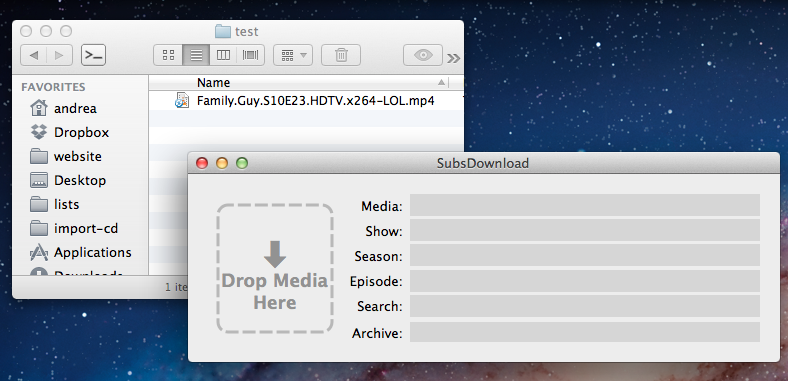 test
FAVORITES
Name
andrea
Family.Guy.S10E23.HDTV.x264-LOL.mp4
Dropbox
website
Desktop
lists
import-cd
Applications
Downloads
1 ite
SubsDownload
Drop Media
Here
Media:
Show:
Season:
Episode:
Search:
Archive: